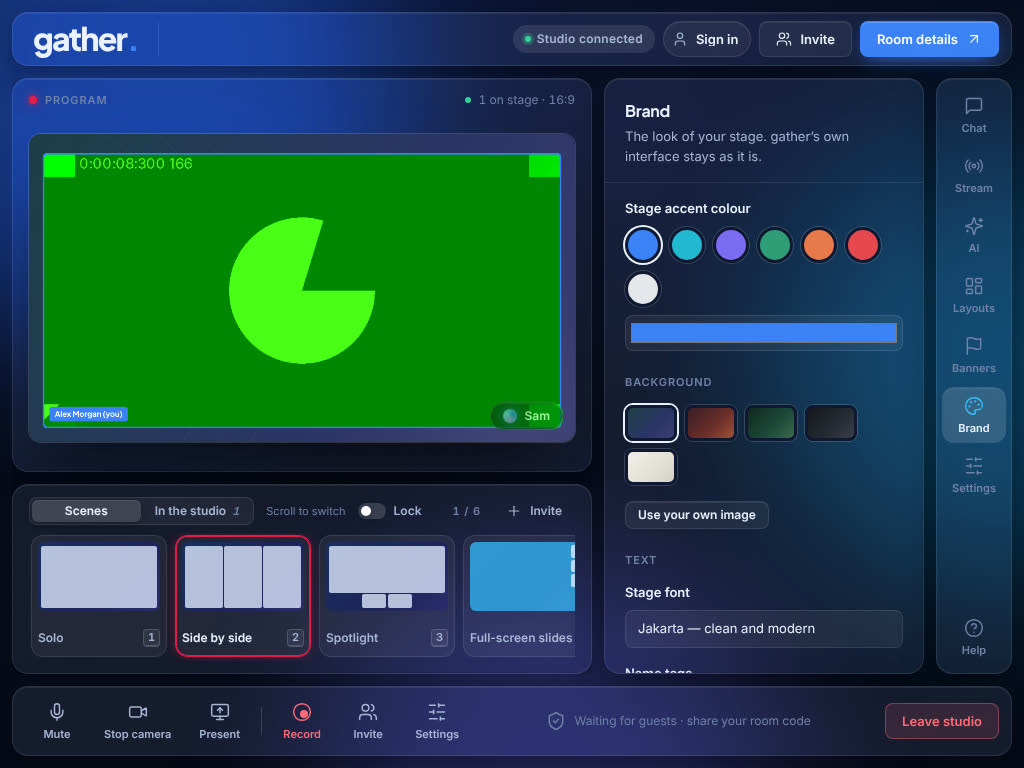 gather.
Studio connected
Sign in
Invite
Room details
PROGRAM
1 on stage · 16:9
0:00:08:300 166
Alex Morgan (you)
Sam
Scenes
In the studio 1
Scroll to switch
Lock
1 / 6
Invite
Solo
1
Side by side
2
Spotlight
3
Full-screen slides
Brand
The look of your stage. gather's own
interface stays as it is.
Stage accent colour
BACKGROUND
Use your own image
TEXT
Stage font
Jakarta — clean and modern
Name tags
Chat
Stream
AI
Layouts
Banners
Brand
Settings
Help
Mute
Stop camera
Present
Record
Invite
Settings
Waiting for guests · share your room code
Leave studio